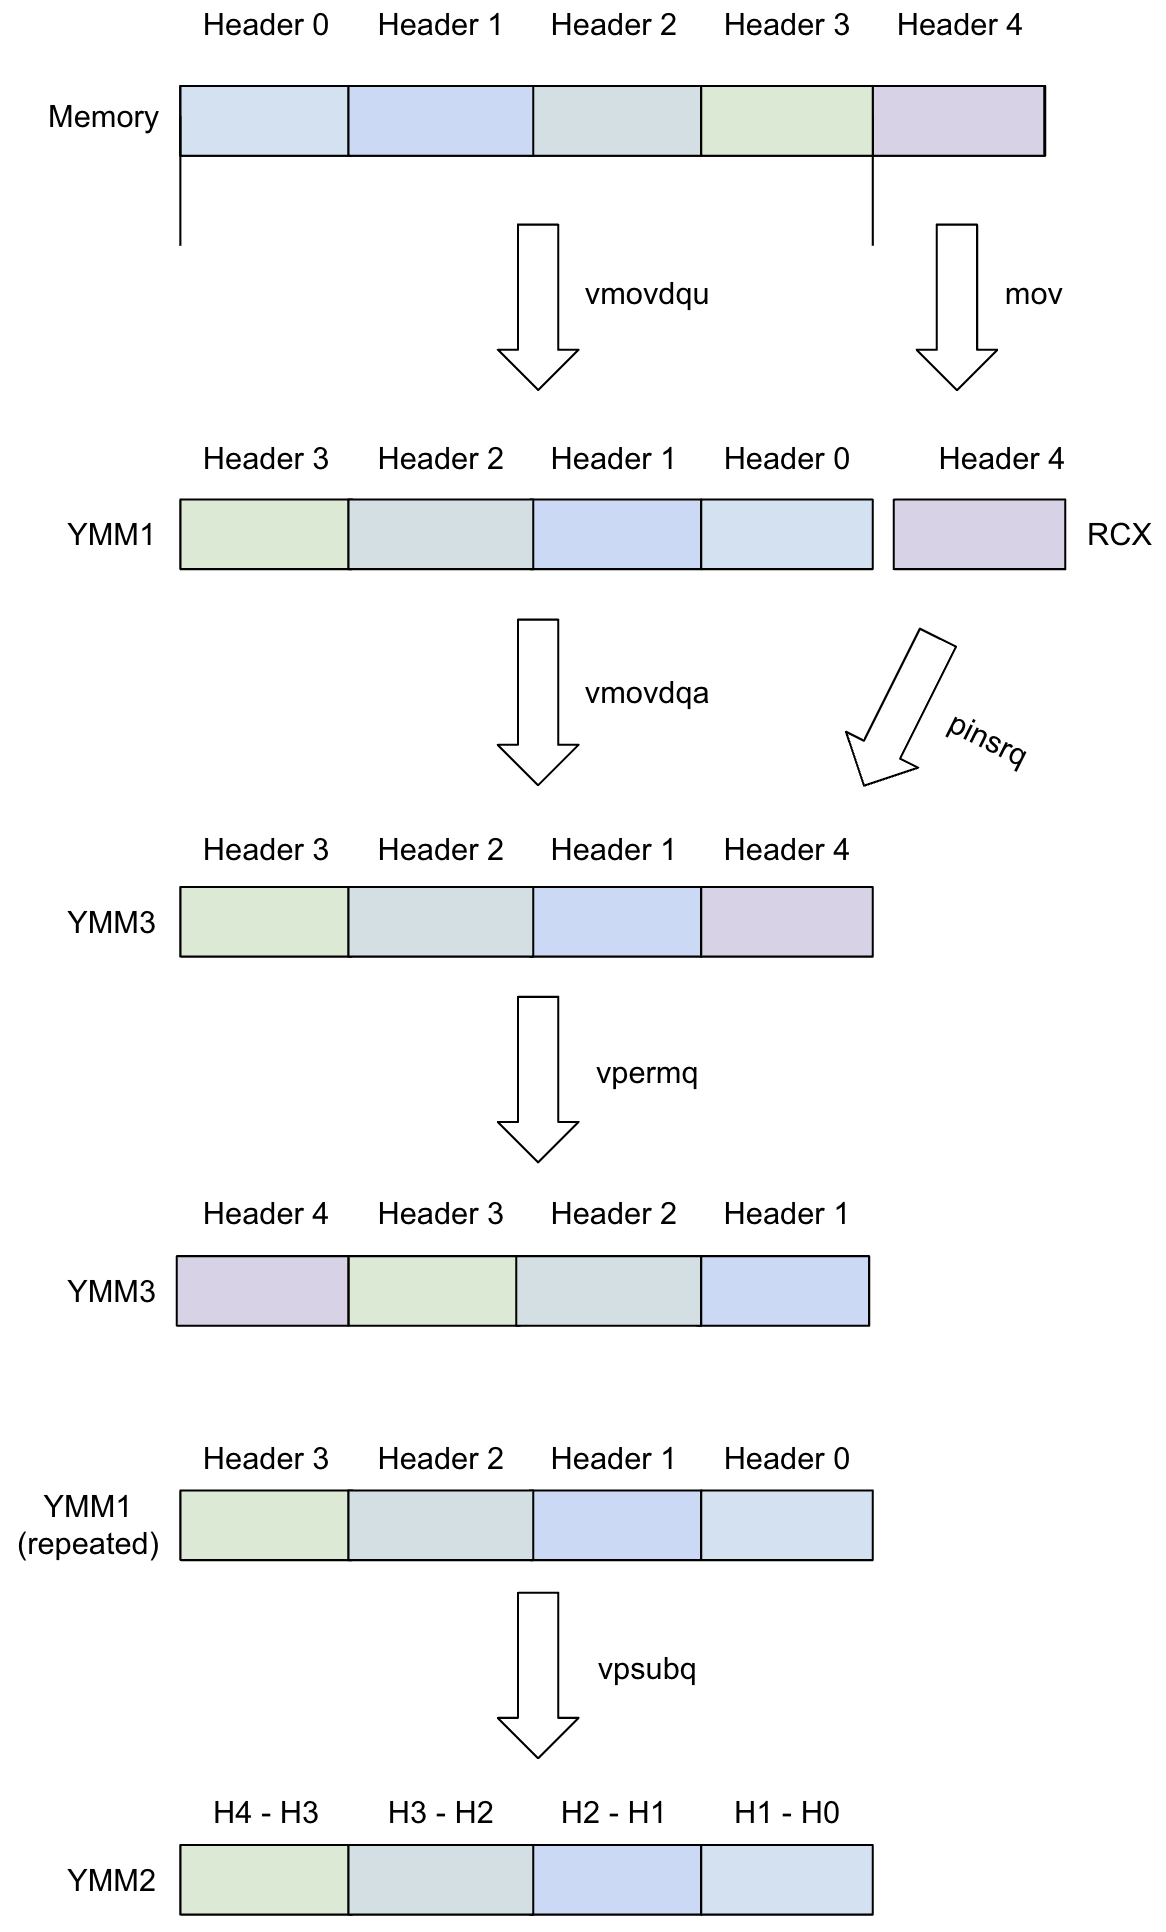 Header 0 Header 1 Header 2 Header 3 Header 4
Memory
vmovdqu mov
Header 3 Header 2 Header 1 Header 0 Header 4
YMM1 RCX
vmovdqa pinsrq
Header 3 Header 2 Header 1 Header 4
YMM3
vpermq
Header 4 Header 3 Header 2 Header 1
YMM3
Header 3 Header 2 Header 1 Header 0
YMM1
(repeated)
vpsubq
H4 - H3 H3 - H2 H2 - H1 H1 - H0
YMM2